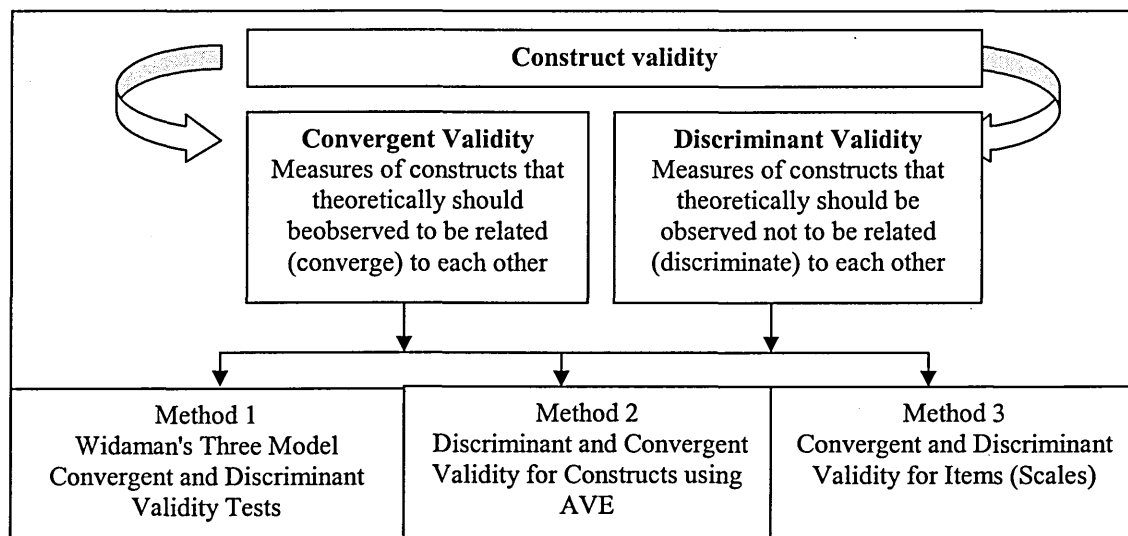 Construct validity
Convergent Validity
Measures of constructs that
theoretically should
beobserved to be related
(converge) to each other
Discriminant Validity
Measures of constructs that
theoretically should be
observed not to be related
(discriminate) to each other
Method 1
Widaman's Three Model
Convergent and Discriminant
Validity Tests
Method 2
Discriminant and Convergent
Validity for Constructs using
AVE
Method 3
Convergent and Discriminant
Validity for Items (Scales)